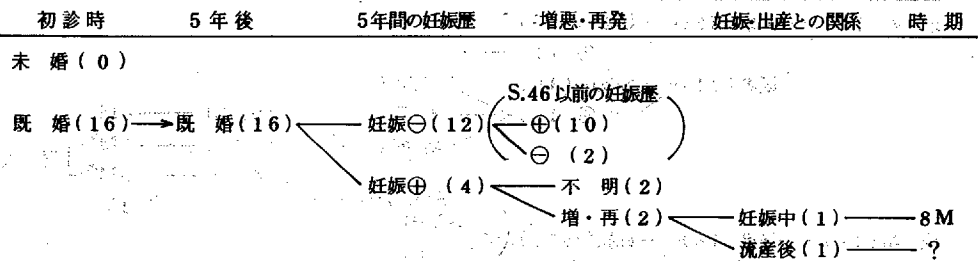 初診時 5年後 5年間の妊娠歴 増悪・再発 妊娠・出産との関係 時期
未婚(0)
S.46以前の妊娠歴
既婚(16) 既婚(16) 妊娠⊖(12) ⊕(10)
⊖(2)
妊娠⊕(4) 不明(2)
増・再(2) 妊娠中(1) 8M
流産後(1) ?